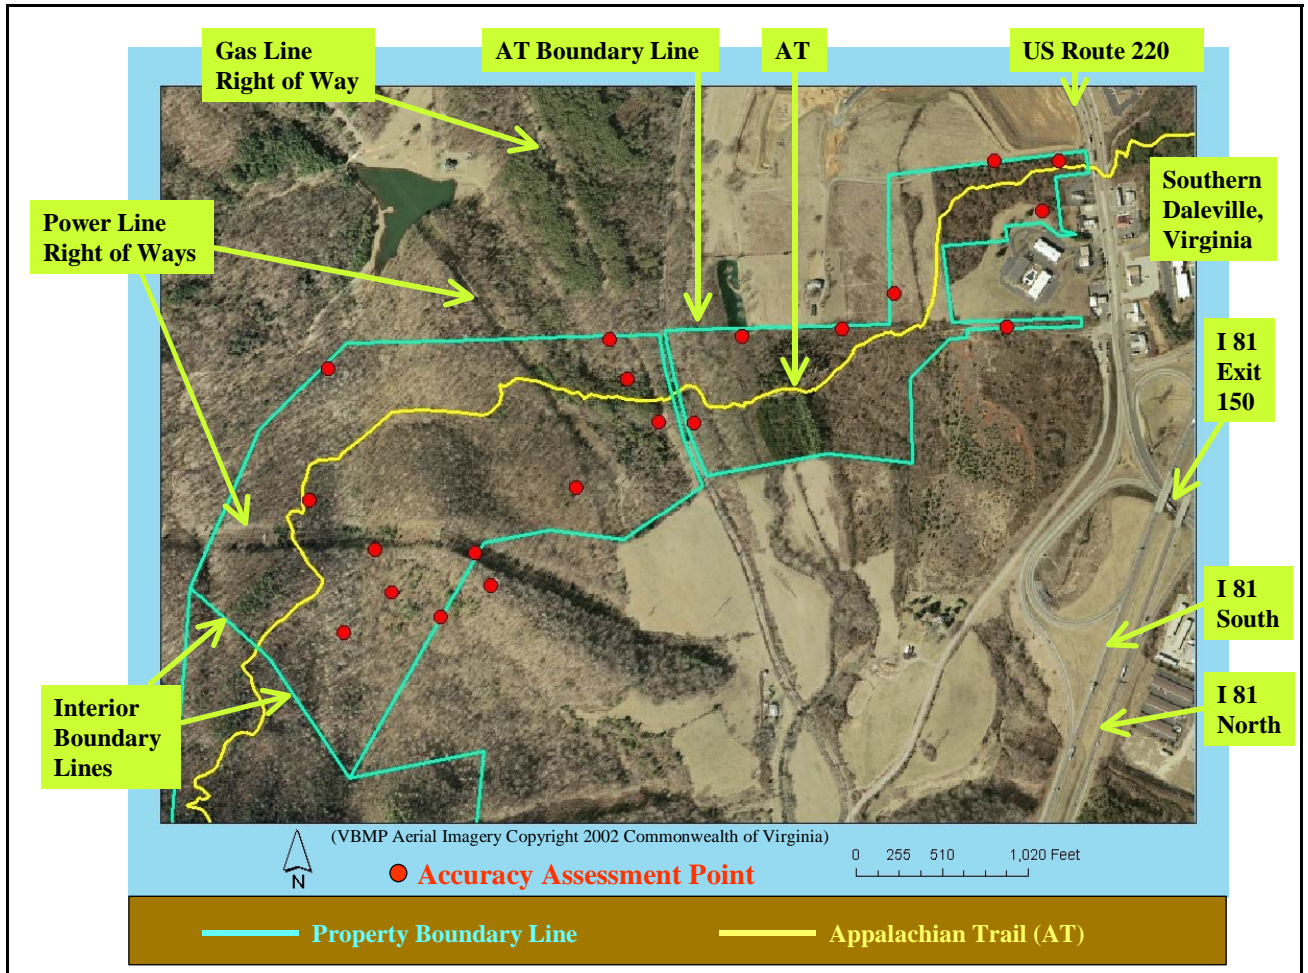 Gas Line
Right of Way
AT Boundary Line
AT
US Route 220
Southern
Daleville,
Virginia
Power Line
Right of Ways
I 81
Exit
150
I 81
South
I 81
North
Interior
Boundary
Lines
(VBMP Aerial Imagery Copyright 2002 Commonwealth of Virginia)
N
Accuracy Assessment Point
0 255 510 1,020 Feet
Property Boundary Line
Appalachian Trail (AT)